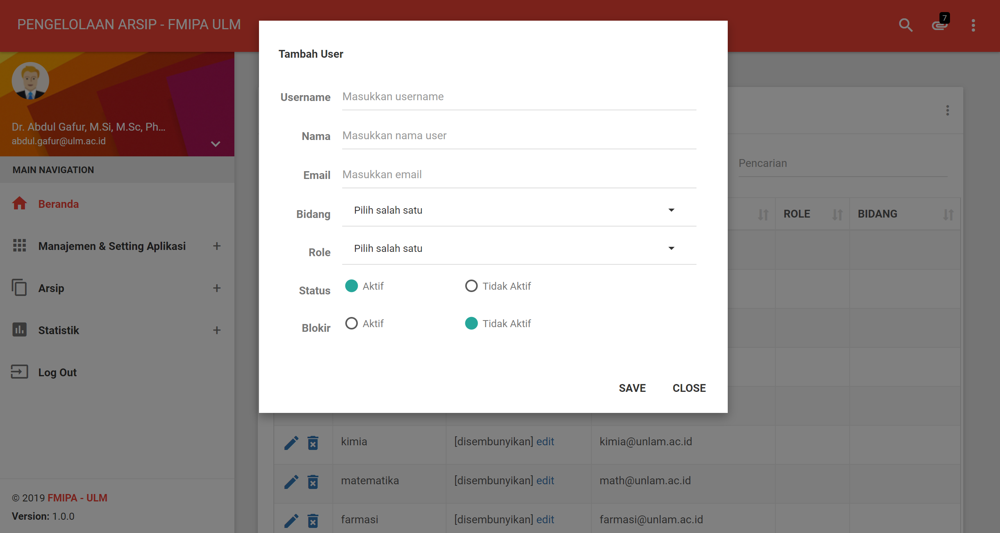 PENGELOLAAN ARSIP - FMIPA ULM
7
Dr. Abdul Gafur, M.Si, M.Sc, Ph...
abdul.gafur@ulm.ac.id
MAIN NAVIGATION
Beranda
Manajemen & Setting Aplikasi +
Arsip +
Statistik +
Log Out
© 2019 FMIPA - ULM
Version: 1.0.0
Tambah User
Username Masukkan username
Nama Masukkan nama user
Email Masukkan email
Bidang Pilih salah satu
Role Pilih salah satu
Status Aktif Tidak Aktif
Blokir Aktif Tidak Aktif
SAVE CLOSE
Pencarian
ROLE BIDANG
kimia [disembunyikan] edit kimia@unlam.ac.id
matematika [disembunyikan] edit math@unlam.ac.id
farmasi [disembunyikan] edit farmasi@unlam.ac.id